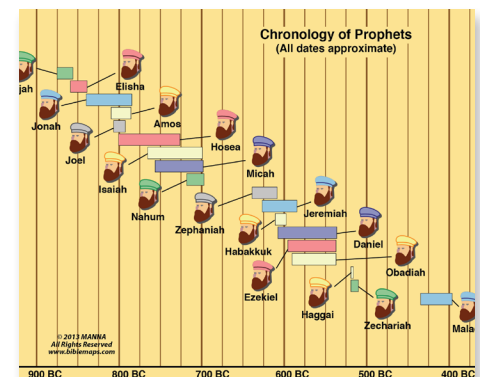 Chronology of Prophets
(All dates approximate)
jah
Elisha
Jonah
Amos
Joel
Hosea
Isaiah
Micah
Nahum
Jeremiah
Zephaniah
Daniel
Habakkuk
Obadiah
Ezekiel
Haggai
Zechariah
Mala
© 2013 MANNA
All Rights Reserved
www.biblemaps.com
900 BC 800 BC 700 BC 600 BC 500 BC 400 BC